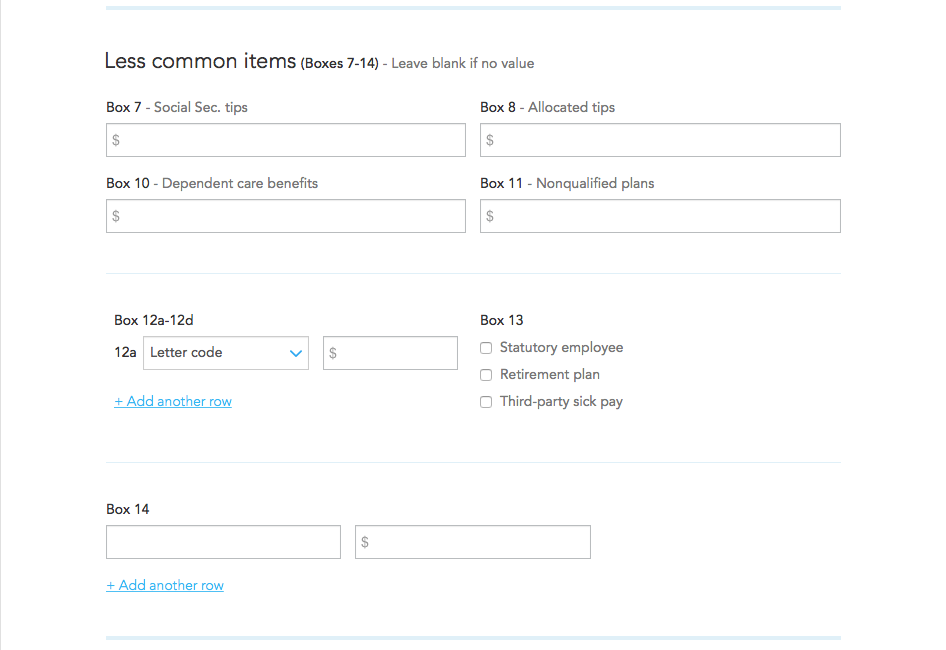 Less common items (Boxes 7-14) - Leave blank if no value
Box 7 - Social Sec. tips
Box 8 - Allocated tips
$
$
Box 10 - Dependent care benefits
Box 11 - Nonqualified plans
$
$
Box 12a-12d
Box 13
12a Letter code $
Statutory employee
Retirement plan
+ Add another row
Third-party sick pay
Box 14
$
+ Add another row